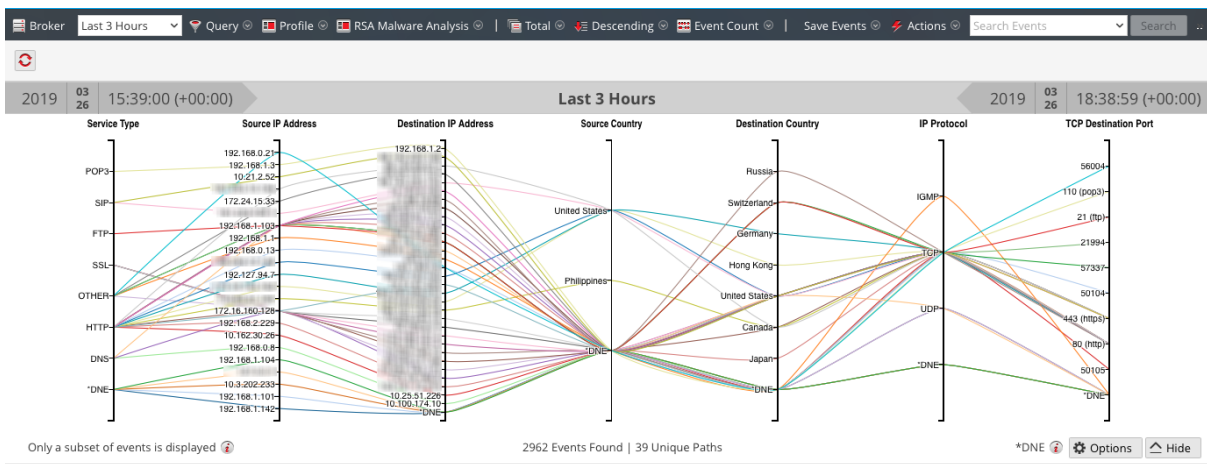 Broker Last 3 Hours Query Profile RSA Malware Analysis | Total Descending Event Count | Save Events Actions Search Events Search ..
2019 03 26 15:39:00 (+00:00) Last 3 Hours 2019 03 26 18:38:59 (+00:00)
Service Type Source IP Address Destination IP Address Source Country Destination Country IP Protocol TCP Destination Port
POP3
SIP
FTP
SSL
OTHER
HTTP
DNS
*DNE
192.168.0.21
192.168.1.3
10.21.2.52
172.24.15.33
192.168.1.103
192.168.1.1
192.168.0.13
192.127.94.7
172.16.160.128
192.168.2.229
10.162.30.26
192.168.0.8
192.168.1.104
10.3.202.233
192.168.1.101
192.168.1.142
192.168.1.2
10.25.51.226
10.100.174.10
*DNE
United States
Philippines
*DNE
Russia
Switzerland
Germany
Hong Kong
United States
Canada
Japan
*DNE
IGMP
TCP
UDP
*DNE
56004
110 (pop3)
21 (ftp)
21994
57337
50104
443 (https)
80 (http)
50105
*DNE
Only a subset of events is displayed 2962 Events Found | 39 Unique Paths *DNE Options Hide